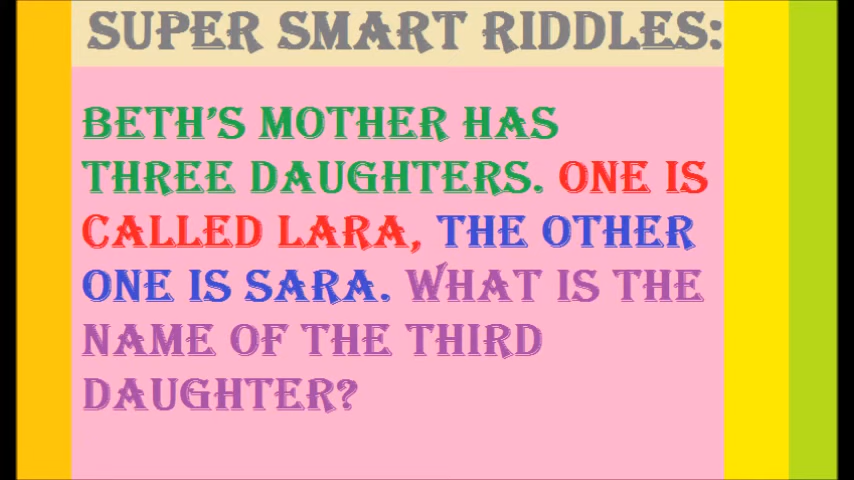 SUPER SMART RIDDLES:
BETH'S MOTHER HAS
THREE DAUGHTERS. ONE IS
CALLED LARA, THE OTHER
ONE IS SARA. WHAT IS THE
NAME OF THE THIRD
DAUGHTER?